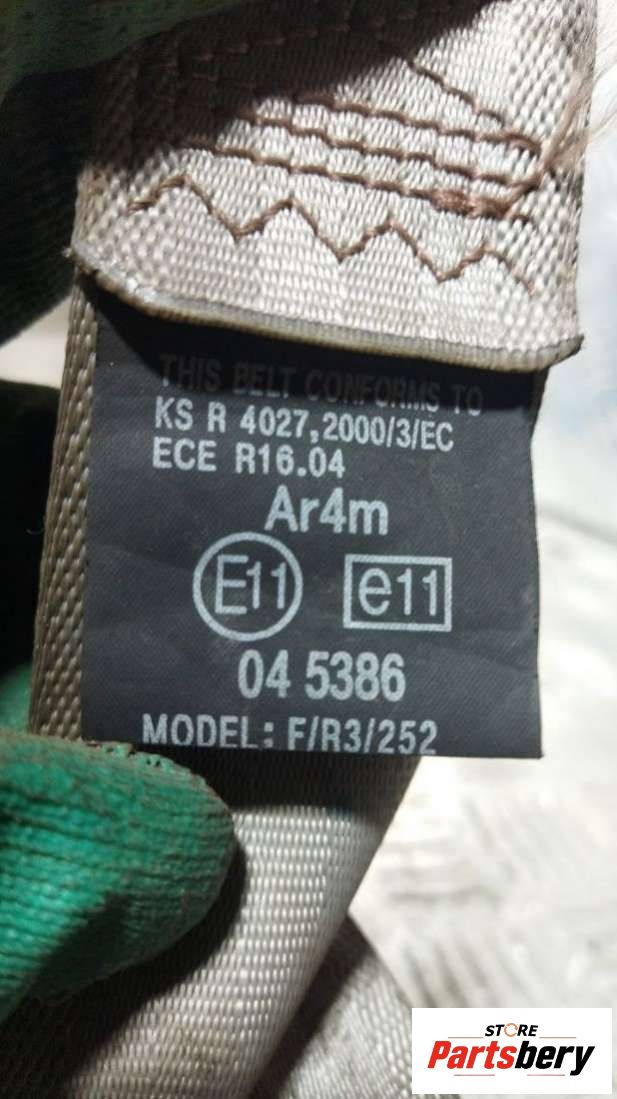 THIS BELT CONFORMS TO
KS R 4027,2000/3/EC
ECE R16.04
Ar4m
E11 e11
04 5386
MODEL: F/R3/252
STORE
Partsbery